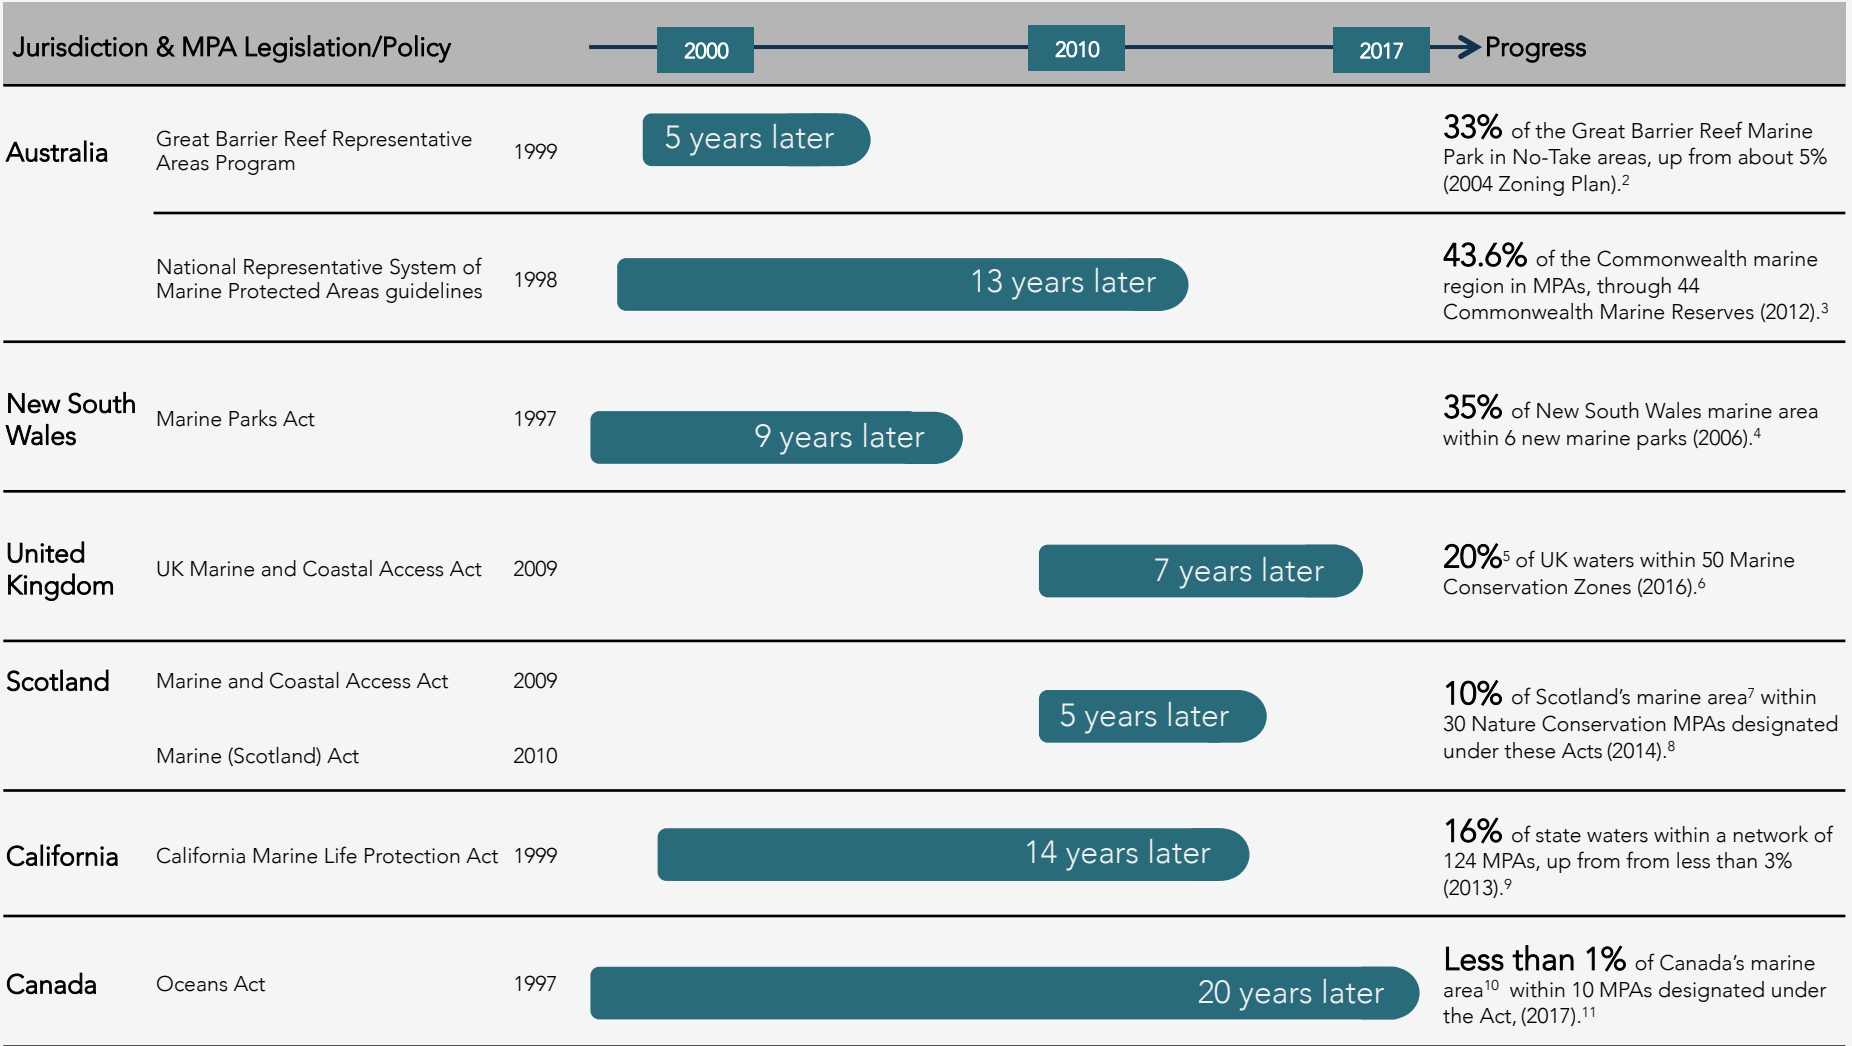 Jurisdiction & MPA Legislation/Policy 2000 2010 2017 Progress
Australia
Great Barrier Reef Representative
Areas Program
1999
5 years later
33% of the Great Barrier Reef Marine
Park in No-Take areas, up from about 5%
(2004 Zoning Plan).2
National Representative System of
Marine Protected Areas guidelines
1998
13 years later
43.6% of the Commonwealth marine
region in MPAs, through 44
Commonwealth Marine Reserves (2012).3
New South
Wales
Marine Parks Act
1997
9 years later
35% of New South Wales marine area
within 6 new marine parks (2006).4
United
Kingdom
UK Marine and Coastal Access Act
2009
7 years later
20%5 of UK waters within 50 Marine
Conservation Zones (2016).6
Scotland
Marine and Coastal Access Act
2009
Marine (Scotland) Act
2010
5 years later
10% of Scotland’s marine area7 within
30 Nature Conservation MPAs designated
under these Acts (2014).8
California
California Marine Life Protection Act
1999
14 years later
16% of state waters within a network of
124 MPAs, up from from less than 3%
(2013).9
Canada
Oceans Act
1997
20 years later
Less than 1% of Canada’s marine
area10 within 10 MPAs designated under
the Act, (2017).11